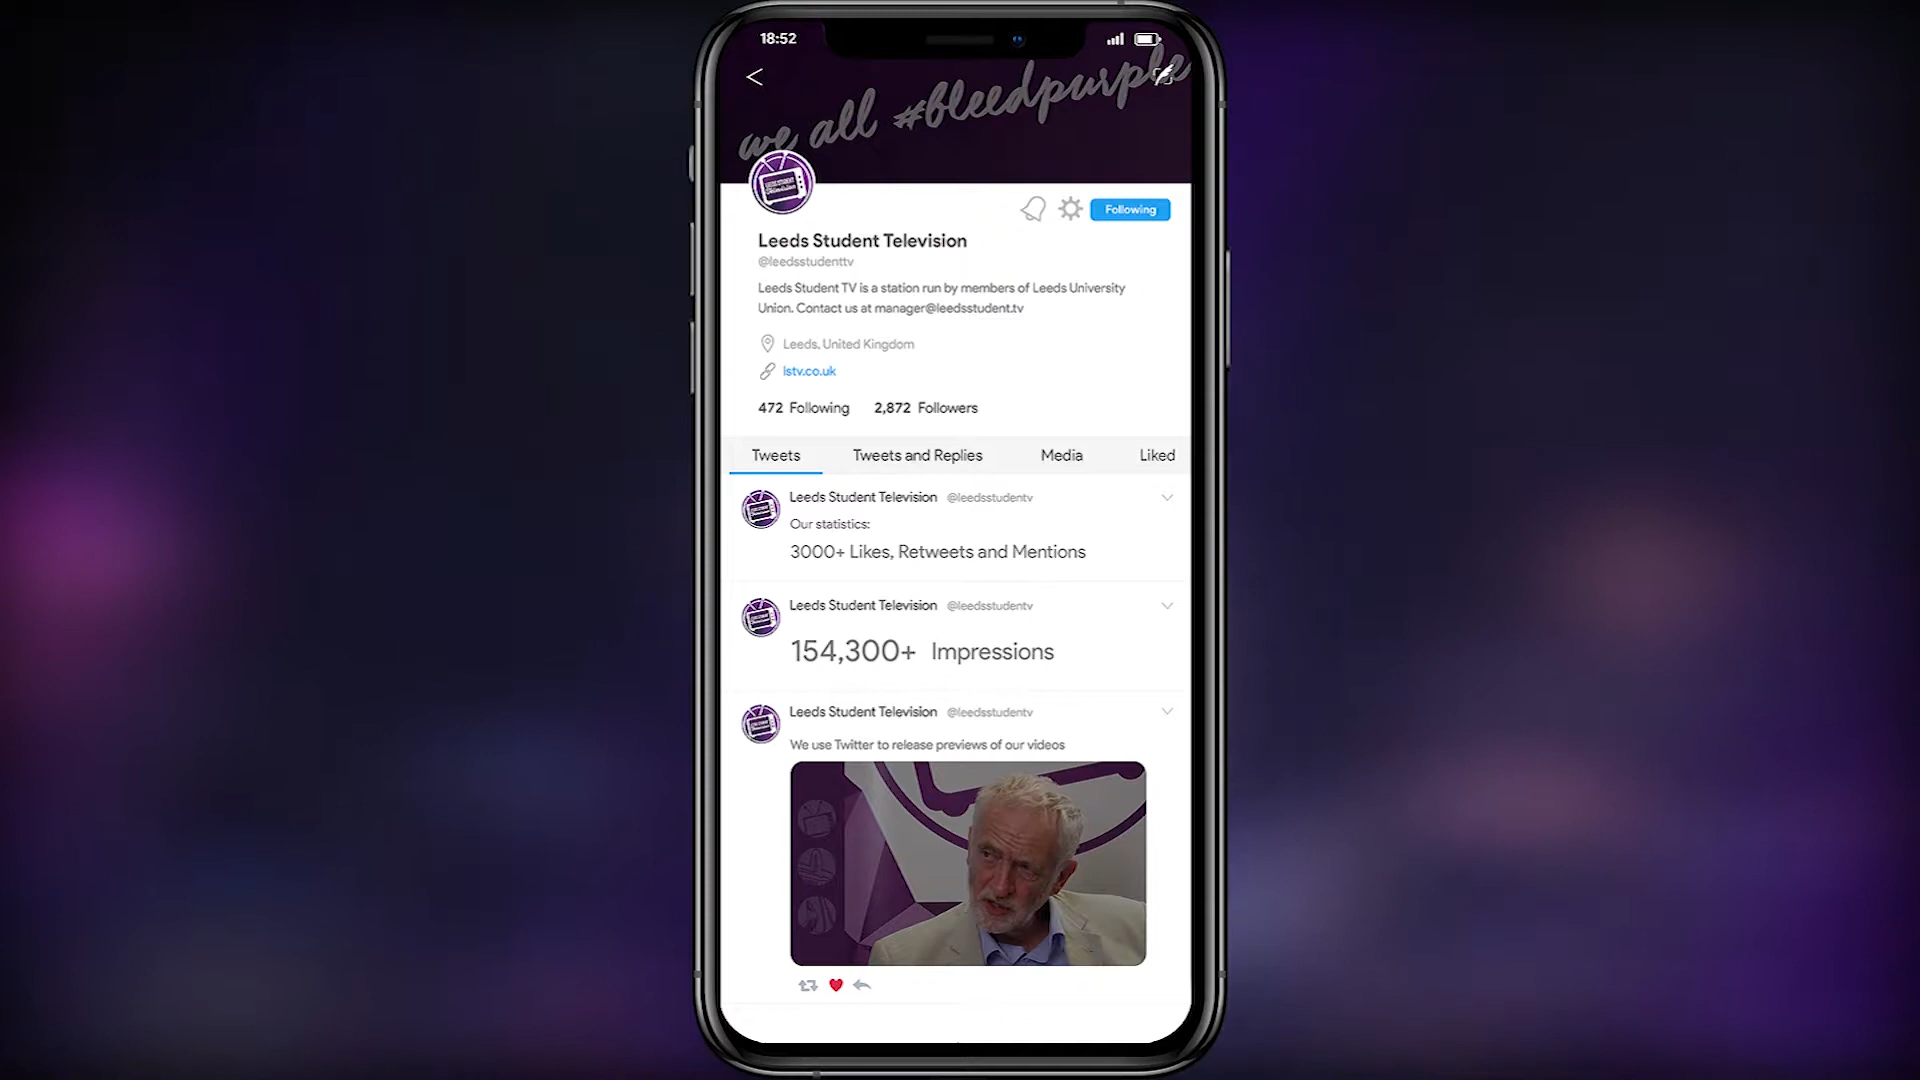 18:52
we all #bleedpurple
Following
Leeds Student Television
@leedsstudenttv
Leeds Student TV is a station run by members of Leeds University
Union. Contact us at manager@leedsstudent.tv
Leeds, United Kingdom
lstv.co.uk
472 Following 2,872 Followers
Tweets Tweets and Replies Media Liked
Leeds Student Television @leedsstudentv
Our statistics:
3000+ Likes, Retweets and Mentions
Leeds Student Television @leedsstudentv
154,300+ Impressions
Leeds Student Television @leedsstudentv
We use Twitter to release previews of our videos